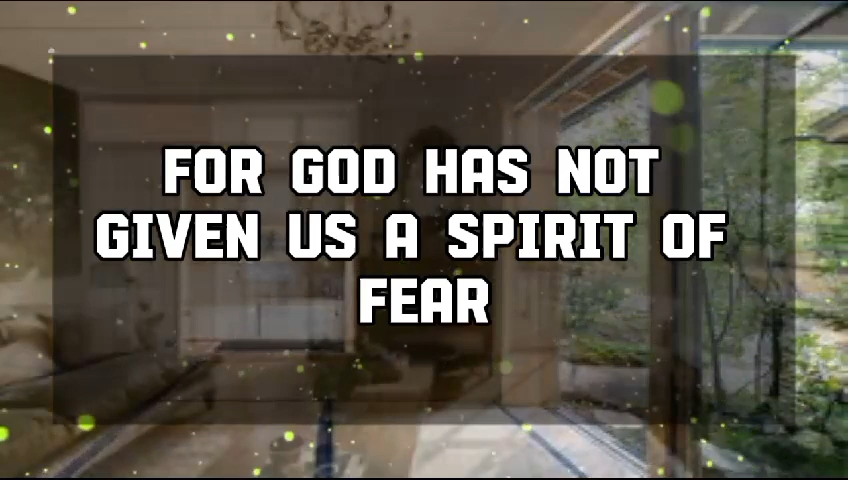 FOR GOD HAS NOT
GIVEN US A SPIRIT OF
FEAR